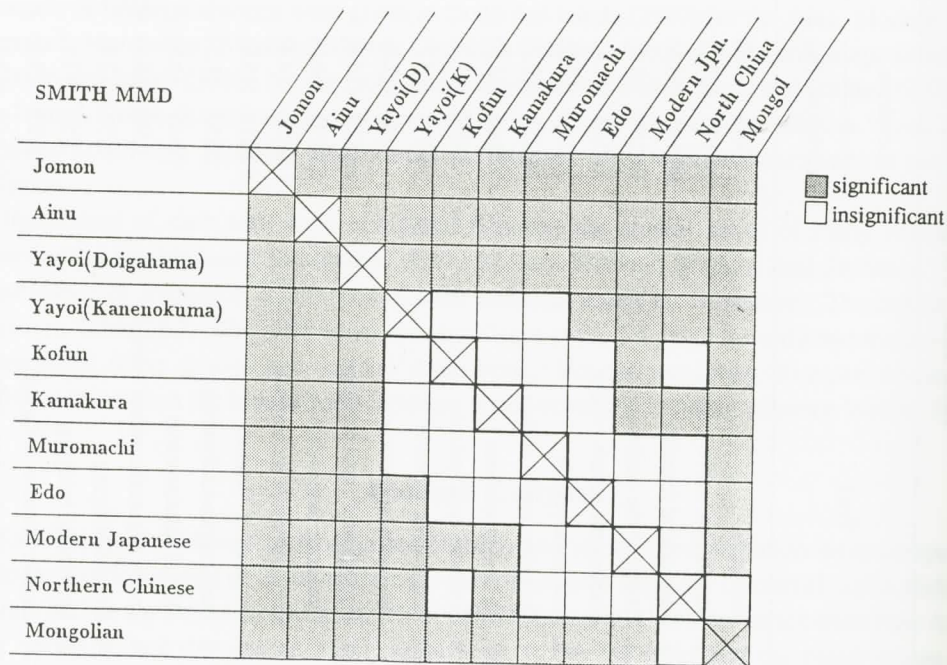 SMITH MMD
Jomon
Ainu
Yayoi(D)
Yayoi(K)
Kofun
Kamakura
Muromachi
Edo
Modern Jpn.
North China
Mongol
significant
insignificant
Jomon
Ainu
Yayoi(Doigahama)
Yayoi(Kanenokuma)
Kofun
Kamakura
Muromachi
Edo
Modern Japanese
Northern Chinese
Mongolian